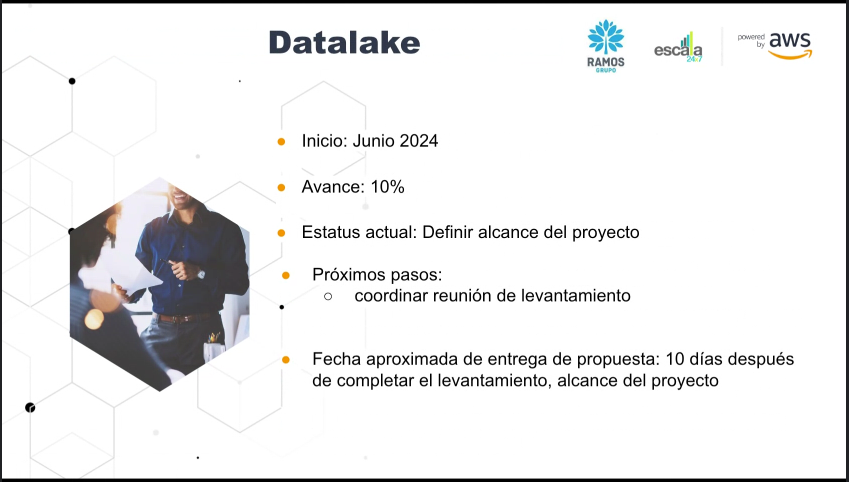 Datalake
RAMOS
GRUPO
escala
24x7
powered
by
aws
Inicio: Junio 2024
Avance: 10%
Estatus actual: Definir alcance del proyecto
Próximos pasos:
coordinar reunión de levantamiento
Fecha aproximada de entrega de propuesta: 10 días después
de completar el levantamiento, alcance del proyecto